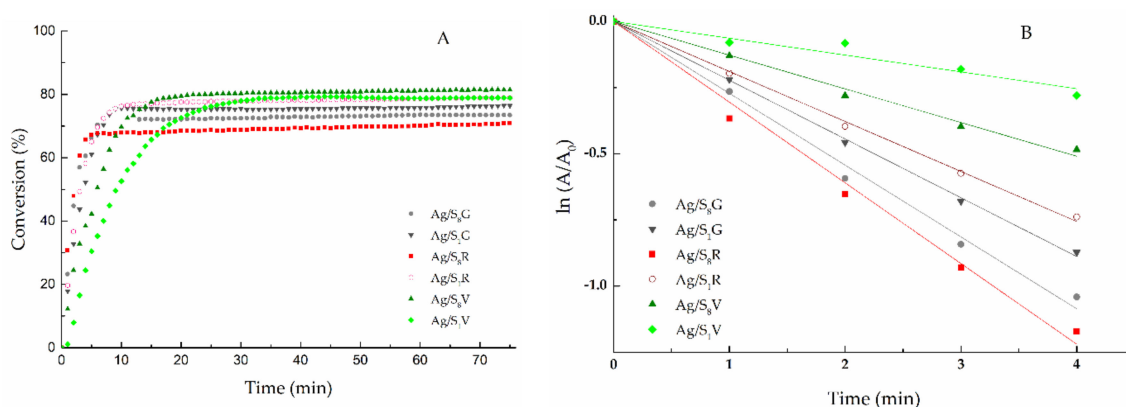 A
Conversion (%)
100
80
60
40
20
0
0 10 20 30 40 50 60 70
Time (min)
Ag/S₈G
Ag/S₁G
Ag/S₈R
Ag/S₁R
Ag/S₈V
Ag/S₁V
B
ln (A/A₀)
0.0
-0.5
-1.0
0 1 2 3 4
Time (min)
Ag/S₈G
Ag/S₁G
Ag/S₈R
Ag/S₁R
Ag/S₈V
Ag/S₁V